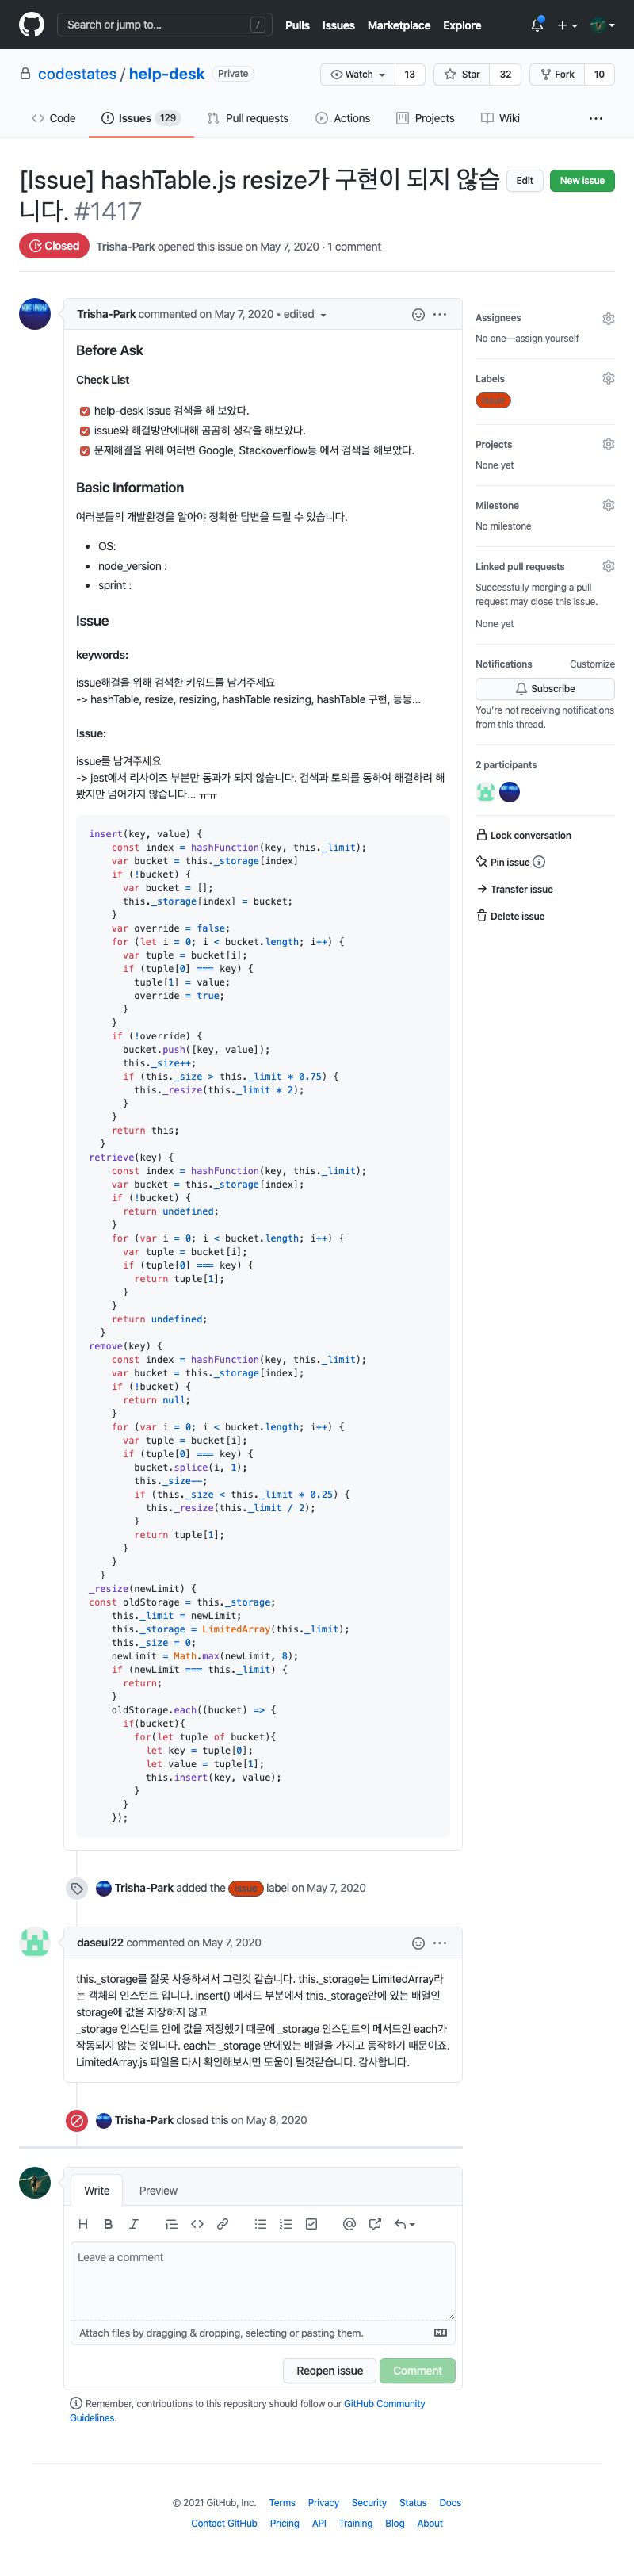 Search or jump to... /
Pulls Issues Marketplace Explore
codestates / help-desk Private
Watch 13 Star 32 Fork 10
Code Issues 129 Pull requests Actions Projects Wiki
[Issue] hashTable.js resize가 구현이 되지 않습
니다. #1417
Edit New issue
Closed Trisha-Park opened this issue on May 7, 2020 · 1 comment
Trisha-Park commented on May 7, 2020 • edited
Before Ask
Check List
help-desk issue 검색을 해 보았다.
issue와 해결방안에대해 곰곰히 생각을 해보았다.
문제해결을 위해 여러번 Google, Stackoverflow등 에서 검색을 해보았다.
Basic Information
여러분들의 개발환경을 알아야 정확한 답변을 드릴 수 있습니다.
• OS:
• node_version :
• sprint :
Issue
keywords:
issue해결을 위해 검색한 키워드를 남겨주세요
-> hashTable, resize, resizing, hashTable resizing, hashTable 구현, 등등...
Issue:
issue를 남겨주세요
-> jest에서 리사이즈 부분만 통과가 되지 않습니다. 검색과 토의를 통하여 해결하려 해
봤지만 넘어가지 않습니다... ㅠㅠ
insert(key, value) {
const index = hashFunction(key, this._limit);
var bucket = this._storage[index]
if (!bucket) {
var bucket = [];
this._storage[index] = bucket;
}
var override = false;
for (let i = 0; i < bucket.length; i++) {
var tuple = bucket[i];
if (tuple[0] === key) {
tuple[1] = value;
override = true;
}
}
if (!override) {
bucket.push([key, value]);
this._size++;
if (this._size > this._limit * 0.75) {
this._resize(this._limit * 2);
}
}
return this;
}
retrieve(key) {
const index = hashFunction(key, this._limit);
var bucket = this._storage[index];
if (!bucket) {
return undefined;
}
for (var i = 0; i < bucket.length; i++) {
var tuple = bucket[i];
if (tuple[0] === key) {
return tuple[1];
}
}
return undefined;
}
remove(key) {
const index = hashFunction(key, this._limit);
var bucket = this._storage[index];
if (!bucket) {
return null;
}
for (var i = 0; i < bucket.length; i++) {
var tuple = bucket[i];
if (tuple[0] === key) {
bucket.splice(i, 1);
this._size--;
if (this._size < this._limit * 0.25) {
this._resize(this._limit / 2);
}
return tuple[1];
}
}
}
_resize(newLimit) {
const oldStorage = this._storage;
this._limit = newLimit;
this._storage = LimitedArray(this._limit);
this._size = 0;
newLimit = Math.max(newLimit, 8);
if (newLimit === this._limit) {
return;
}
oldStorage.each((bucket) => {
if(bucket){
for(let tuple of bucket){
let key = tuple[0];
let value = tuple[1];
this.insert(key, value);
}
}
});
Trisha-Park added the issue label on May 7, 2020
daseul22 commented on May 7, 2020
this._storage를 잘못 사용하셔서 그런것 같습니다. this._storage는 LimitedArray라
는 객체의 인스턴트 입니다. insert() 메서드 부분에서 this._storage안에 있는 배열인
storage에 값을 저장하지 않고
_storage 인스턴트 안에 값을 저장했기 때문에 _storage 인스턴트의 메서드인 each가
작동되지 않는 것입니다. each는 _storage 안에있는 배열을 가지고 동작하기 때문이죠.
LimitedArray.js 파일을 다시 확인해보시면 도움이 될것같습니다. 감사합니다.
Trisha-Park closed this on May 8, 2020
Write Preview
Leave a comment
Attach files by dragging & dropping, selecting or pasting them.
Reopen issue Comment
Remember, contributions to this repository should follow our GitHub Community
Guidelines.
Assignees
No one—assign yourself
Labels
issue
Projects
None yet
Milestone
No milestone
Linked pull requests
Successfully merging a pull
request may close this issue.
None yet
Notifications Customize
Subscribe
You're not receiving notifications
from this thread.
2 participants
Lock conversation
Pin issue
Transfer issue
Delete issue
© 2021 GitHub, Inc. Terms Privacy Security Status Docs
Contact GitHub Pricing API Training Blog About